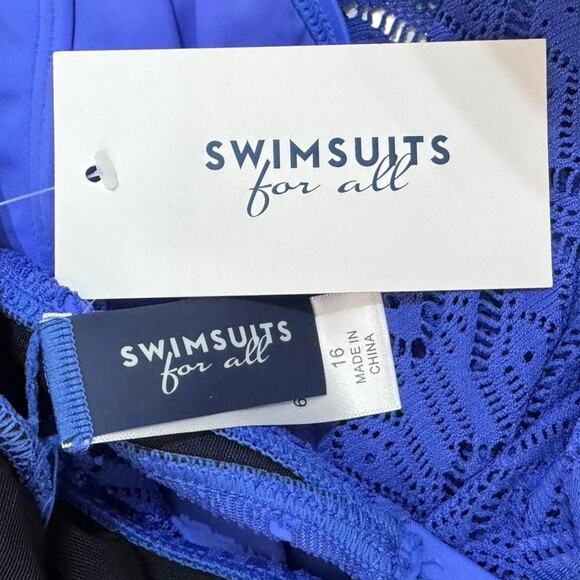 SWIMSUITS
for all
SWIMSUITS
for all
16
MADE IN
CHINA